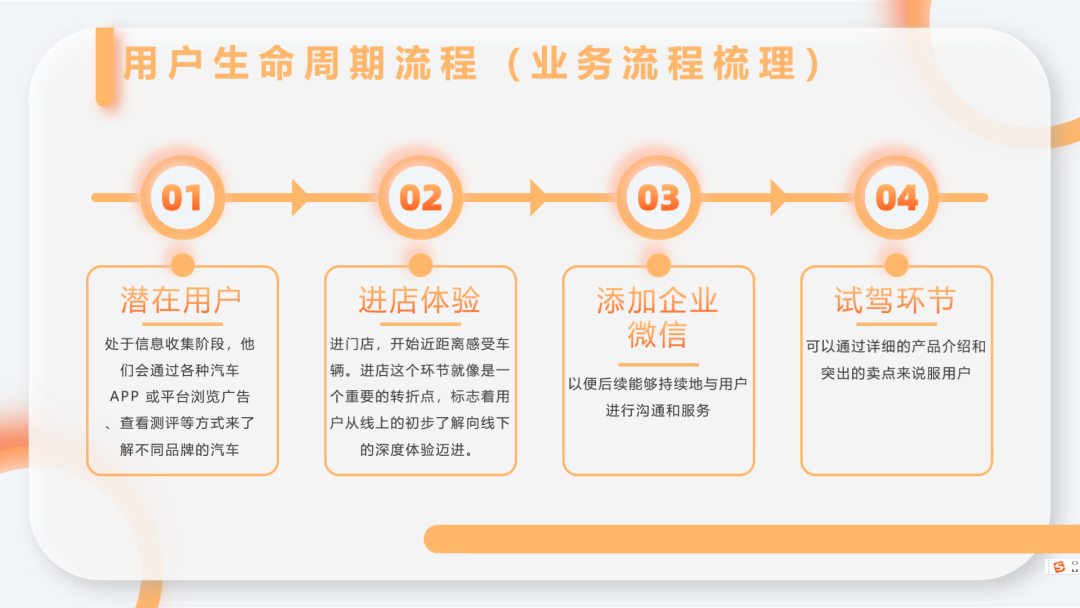 用户生命周期流程（业务流程梳理）
01
02
03
04
潜在用户
处于信息收集阶段，他
们会通过各种汽车
APP 或平台浏览广告
、查看测评等方式来了
解不同品牌的汽车
进店体验
进门店，开始近距离感受车
辆。进店这个环节就像是一
个重要的转折点，标志着用
户从线上的初步了解向线下
的深度体验迈进。
添加企业
微信
以便后续能够持续地与用户
进行沟通和服务
试驾环节
可以通过详细的产品介绍和
突出的卖点来说服用户